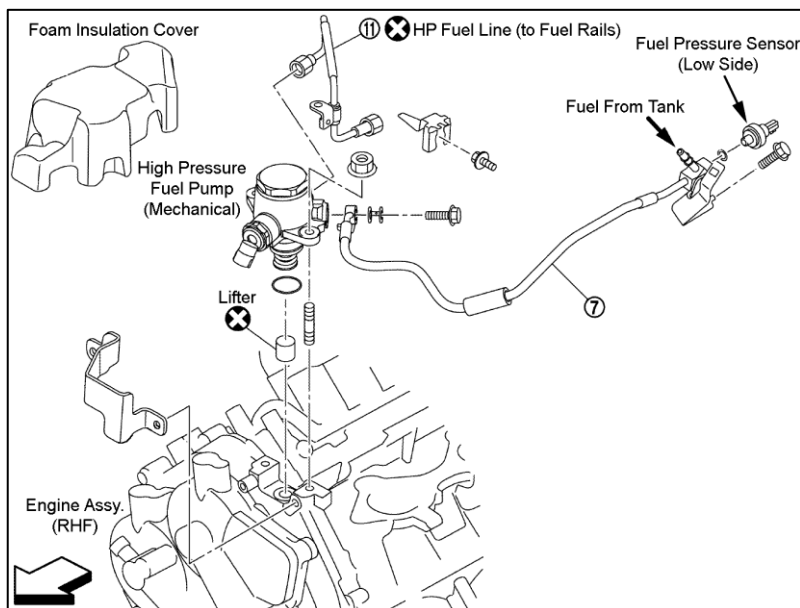 Foam Insulation Cover
⑪ HP Fuel Line (to Fuel Rails)
Fuel Pressure Sensor
(Low Side)
Fuel From Tank
High Pressure
Fuel Pump
(Mechanical)
Lifter
⑦
Engine Assy.
(RHF)